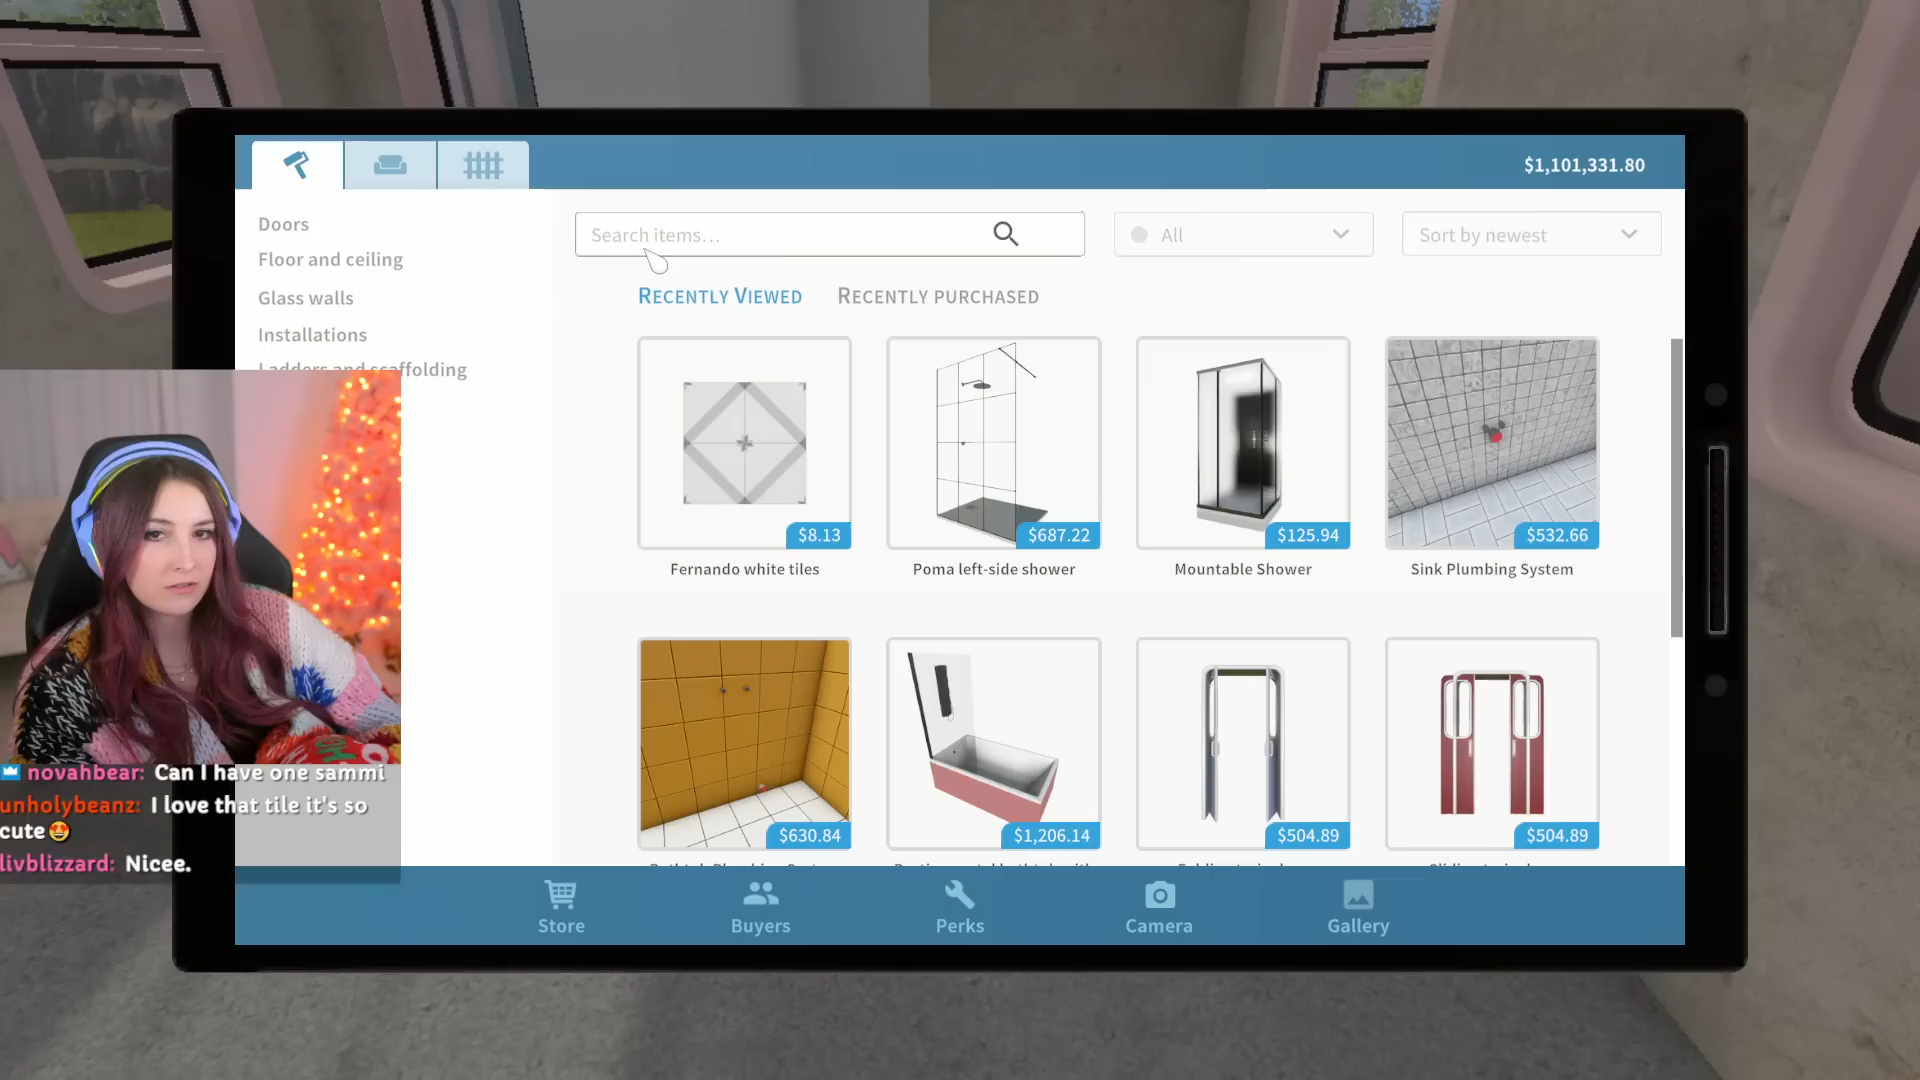 $1,101,331.80
Doors
Floor and ceiling
Glass walls
Installations
Ladders and scaffolding
Search items...
All
Sort by newest
RECENTLY VIEWED
RECENTLY PURCHASED
$8.13
$687.22
$125.94
$532.66
Fernando white tiles
Poma left-side shower
Mountable Shower
Sink Plumbing System
$630.84
$1,206.14
$504.89
$504.89
novahbear: Can I have one sammi
unholybeanz: I love that tile it's so
cute😍
livblizzard: Nicee.
Store
Buyers
Perks
Camera
Gallery